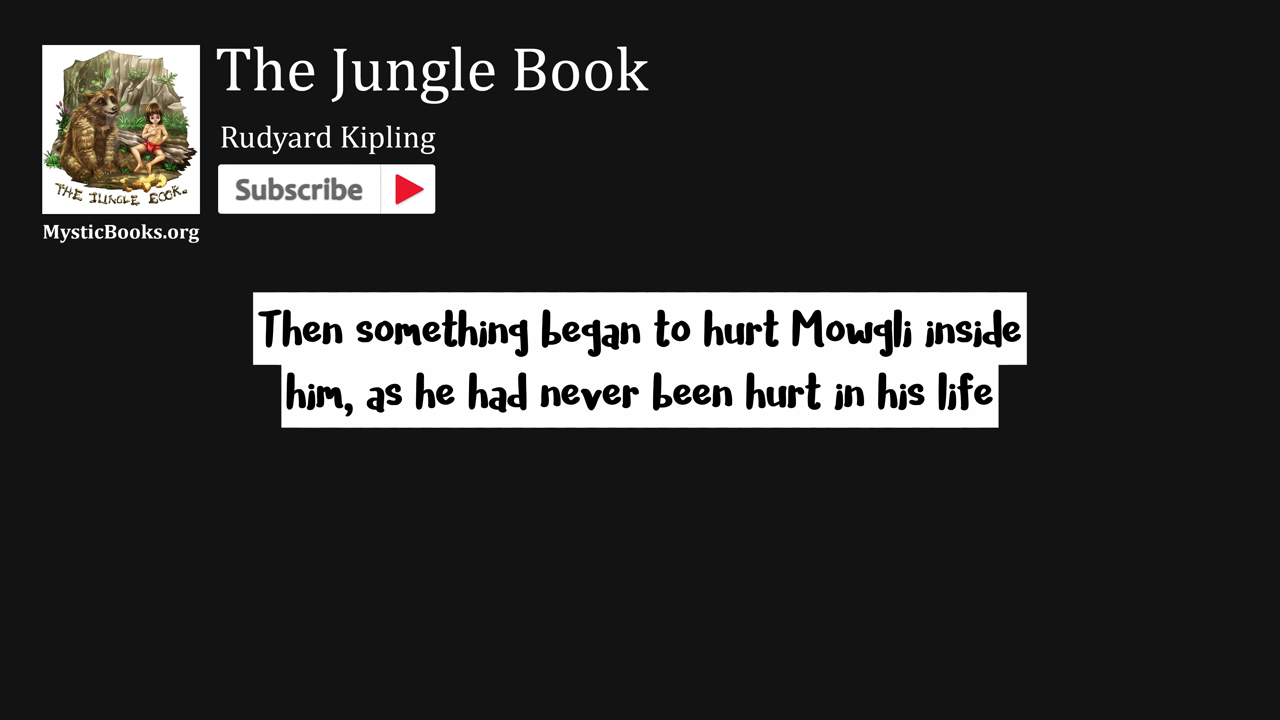 The Jungle Book
Rudyard Kipling
Subscribe
THE JUNGLE BOOK.
MysticBooks.org
Then something began to hurt Mowgli inside
him, as he had never been hurt in his life